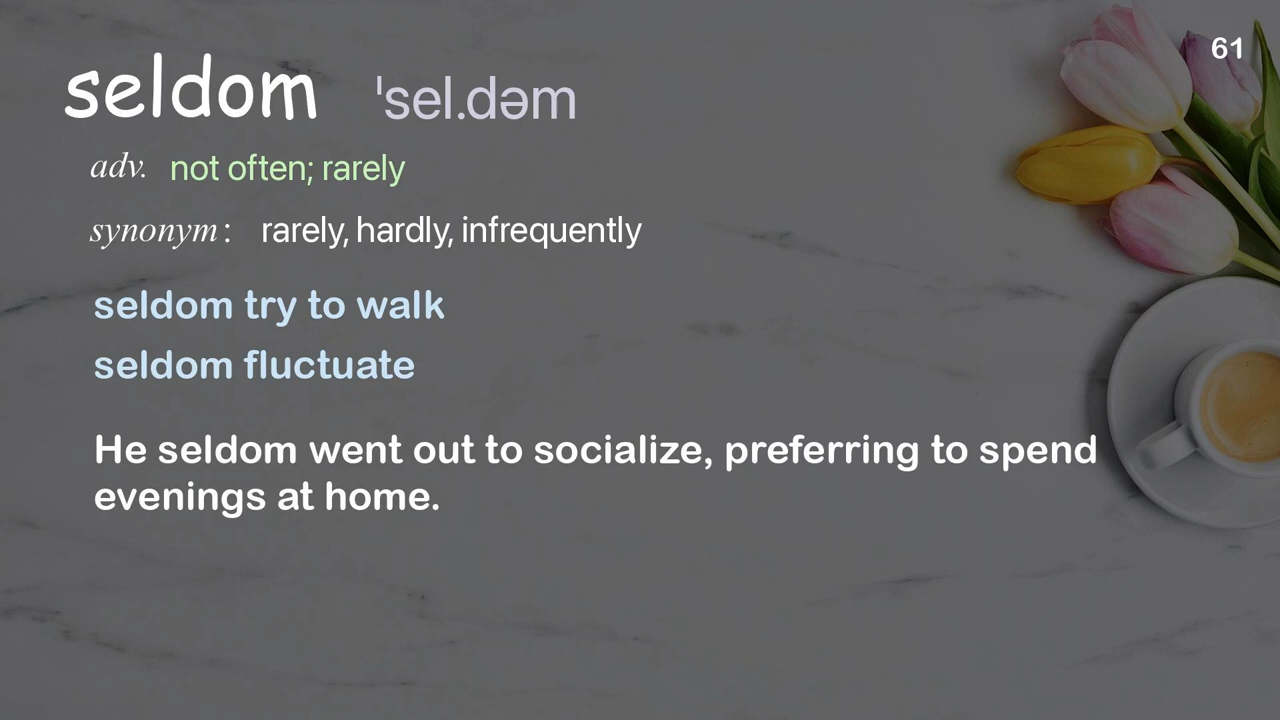 61
seldom ˈsel.dəm
adv. not often; rarely
synonym: rarely, hardly, infrequently
seldom try to walk
seldom fluctuate
He seldom went out to socialize, preferring to spend
evenings at home.